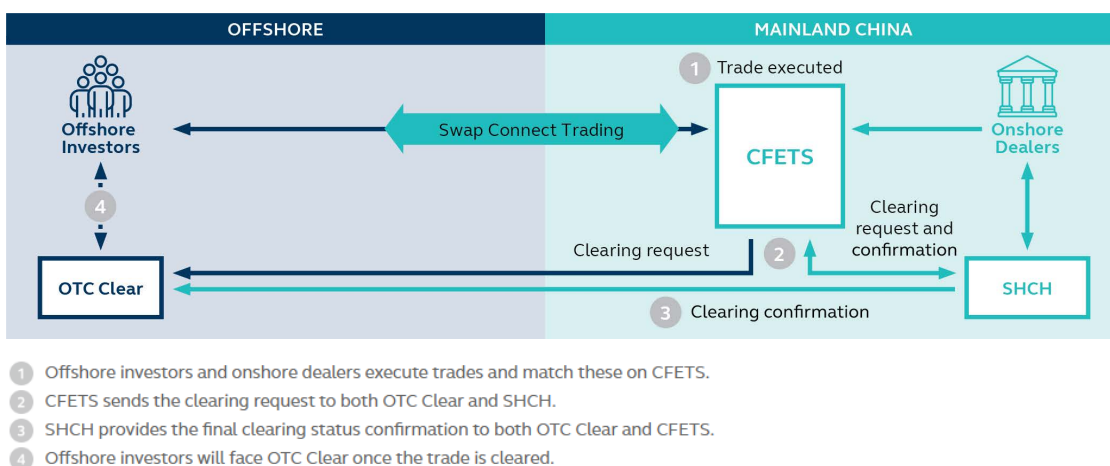 OFFSHORE
MAINLAND CHINA
1 Trade executed
Offshore
Investors
Swap Connect Trading
CFETS
Onshore
Dealers
4
Clearing
request and
confirmation
Clearing request
2
OTC Clear
SHCH
3 Clearing confirmation
1 Offshore investors and onshore dealers execute trades and match these on CFETS.
2 CFETS sends the clearing request to both OTC Clear and SHCH.
3 SHCH provides the final clearing status confirmation to both OTC Clear and CFETS.
4 Offshore investors will face OTC Clear once the trade is cleared.